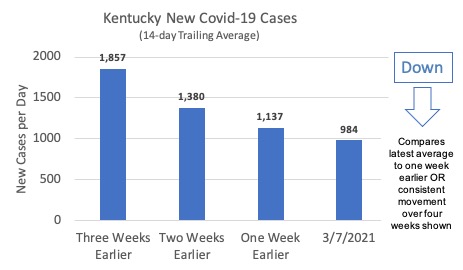 Kentucky New Covid-19 Cases
(14-day Trailing Average)
New Cases per Day
2000
1500
1000
500
0
1,857
1,380
1,137
984
Three Weeks
Earlier
Two Weeks
Earlier
One Week
Earlier
3/7/2021
Down
Compares
latest average
to one week
earlier OR
consistent
movement
over four
weeks shown